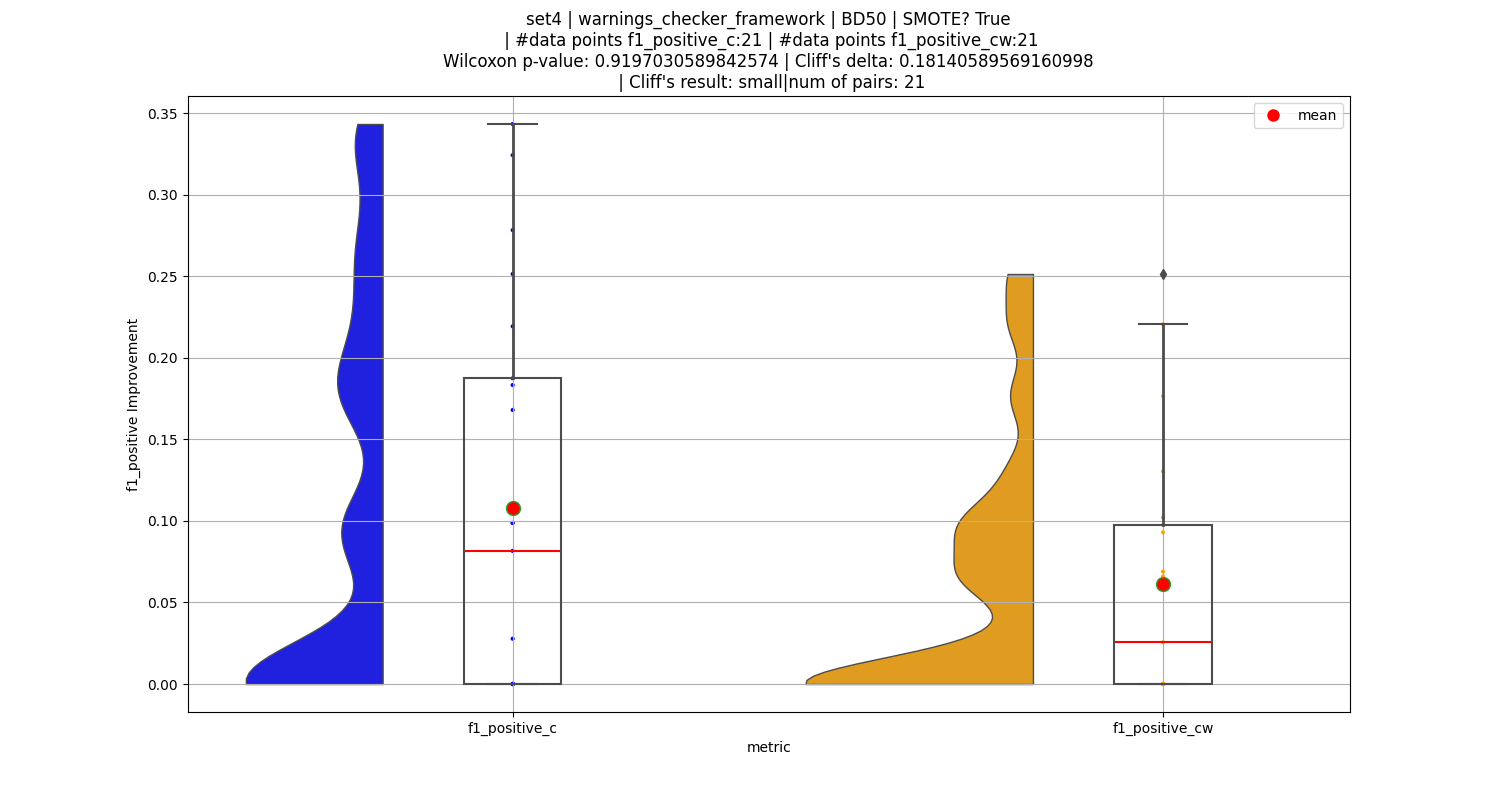 set4 | warnings_checker_framework | BD50 | SMOTE? True
| #data points f1_positive_c:21 | #data points f1_positive_cw:21
Wilcoxon p-value: 0.9197030589842574 | Cliff's delta: 0.18140589569160998
| Cliff's result: small|num of pairs: 21
mean
0.35
0.30
0.25
0.20
0.15
0.10
0.05
0.00
f1_positive Improvement
f1_positive_c
f1_positive_cw
metric